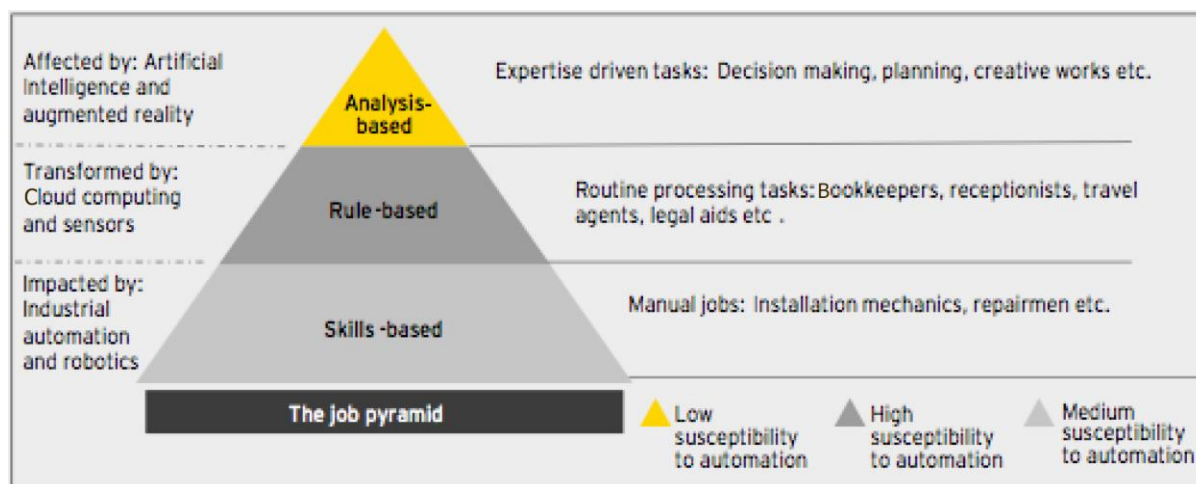 Affected by: Artificial
Intelligence and
augmented reality
Analysis-
based
Expertise driven tasks: Decision making, planning, creative works etc.
Transformed by:
Cloud computing
and sensors
Rule -based
Routine processing tasks: Bookkeepers, receptionists, travel
agents, legal aids etc .
Impacted by:
Industrial
automation
and robotics
Skills -based
Manual jobs: Installation mechanics, repairmen etc.
The job pyramid
Low
susceptibility
to automation
High
susceptibility
to automation
Medium
susceptibility
to automation